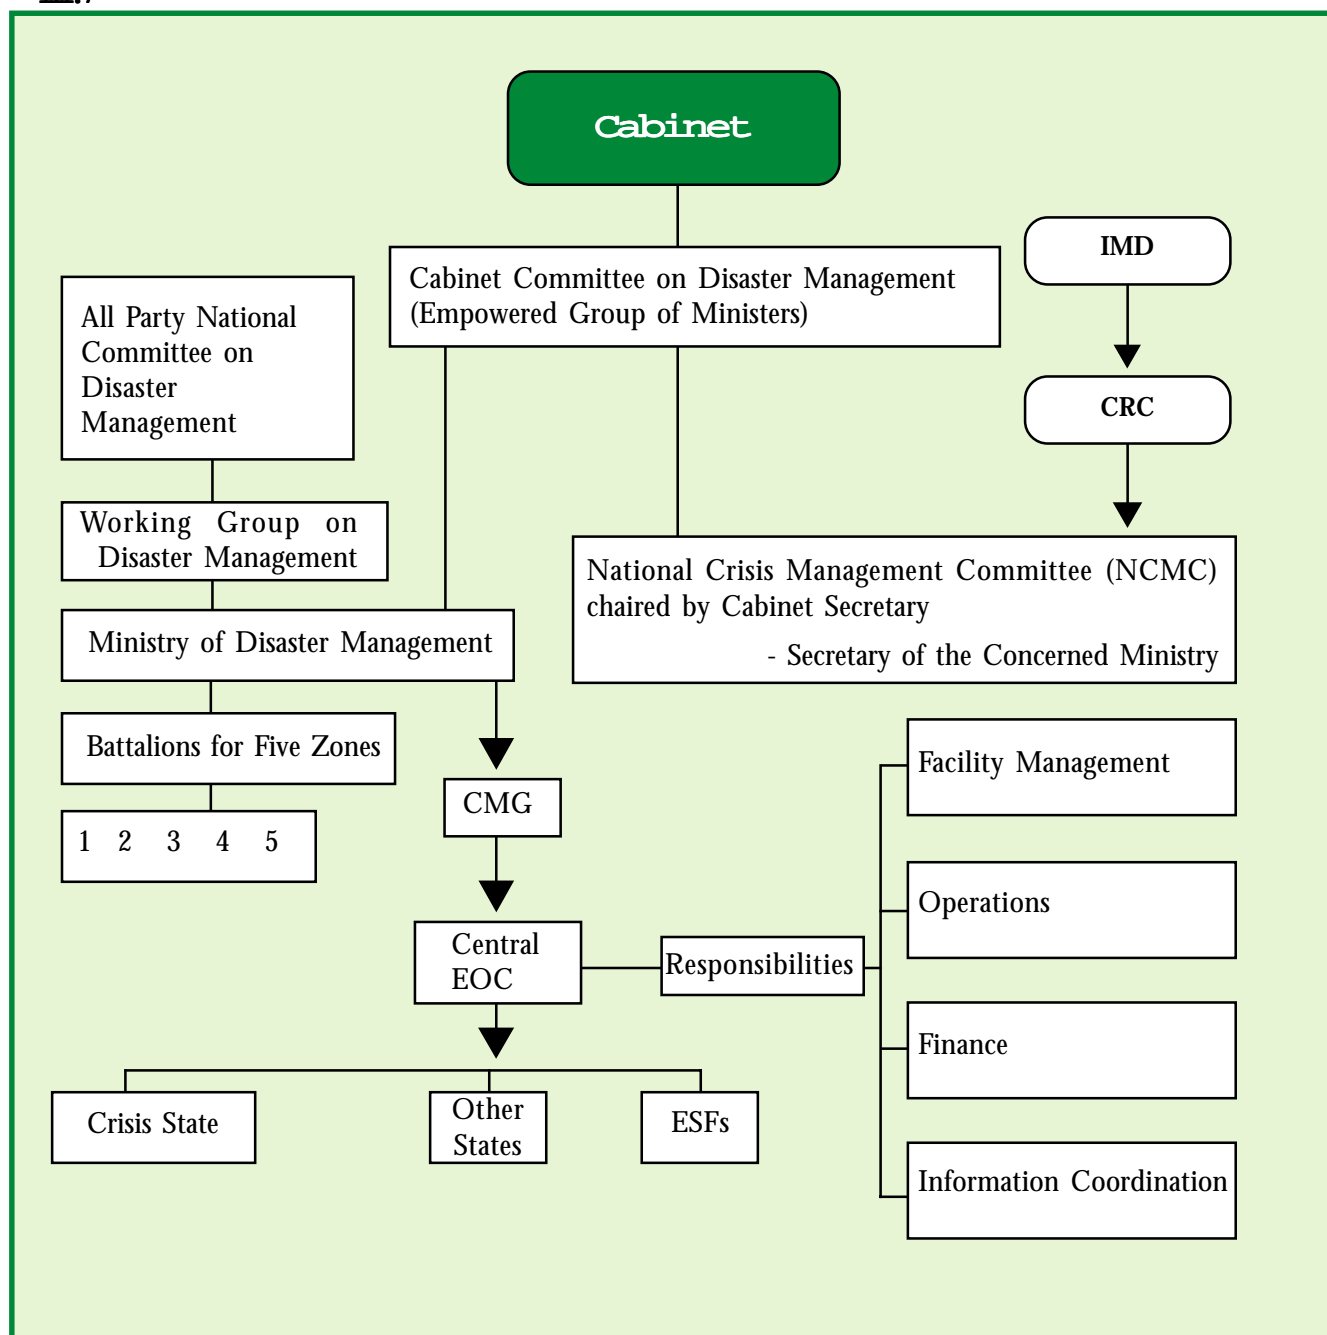 Cabinet
Cabinet Committee on Disaster Management
(Empowered Group of Ministers)
IMD
CRC
All Party National
Committee on
Disaster
Management
Working Group on
Disaster Management
Ministry of Disaster Management
National Crisis Management Committee (NCMC)
chaired by Cabinet Secretary
- Secretary of the Concerned Ministry
Battalions for Five Zones
1 2 3 4 5
CMG
Central
EOC
Responsibilities
Facility Management
Operations
Finance
Information Coordination
Crisis State
Other
States
ESFs